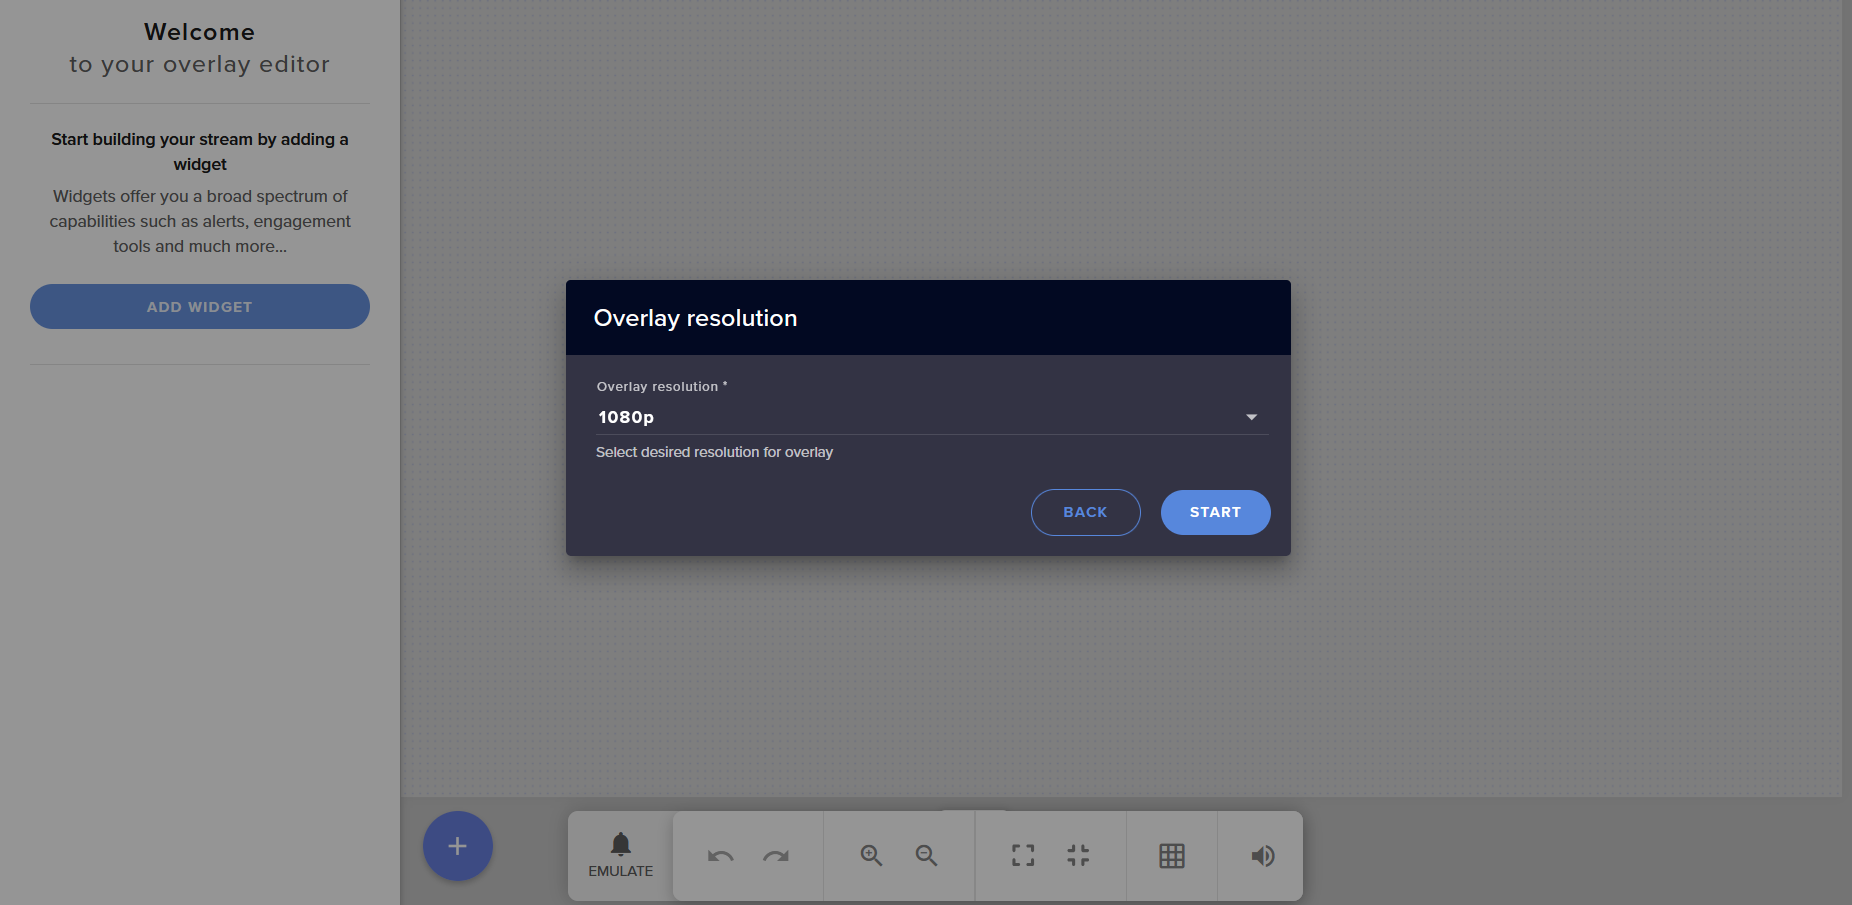 Welcome
to your overlay editor
Start building your stream by adding a
widget
Widgets offer you a broad spectrum of
capabilities such as alerts, engagement
tools and much more...
ADD WIDGET
Overlay resolution
Overlay resolution *
1080p
Select desired resolution for overlay
BACK
START
EMULATE